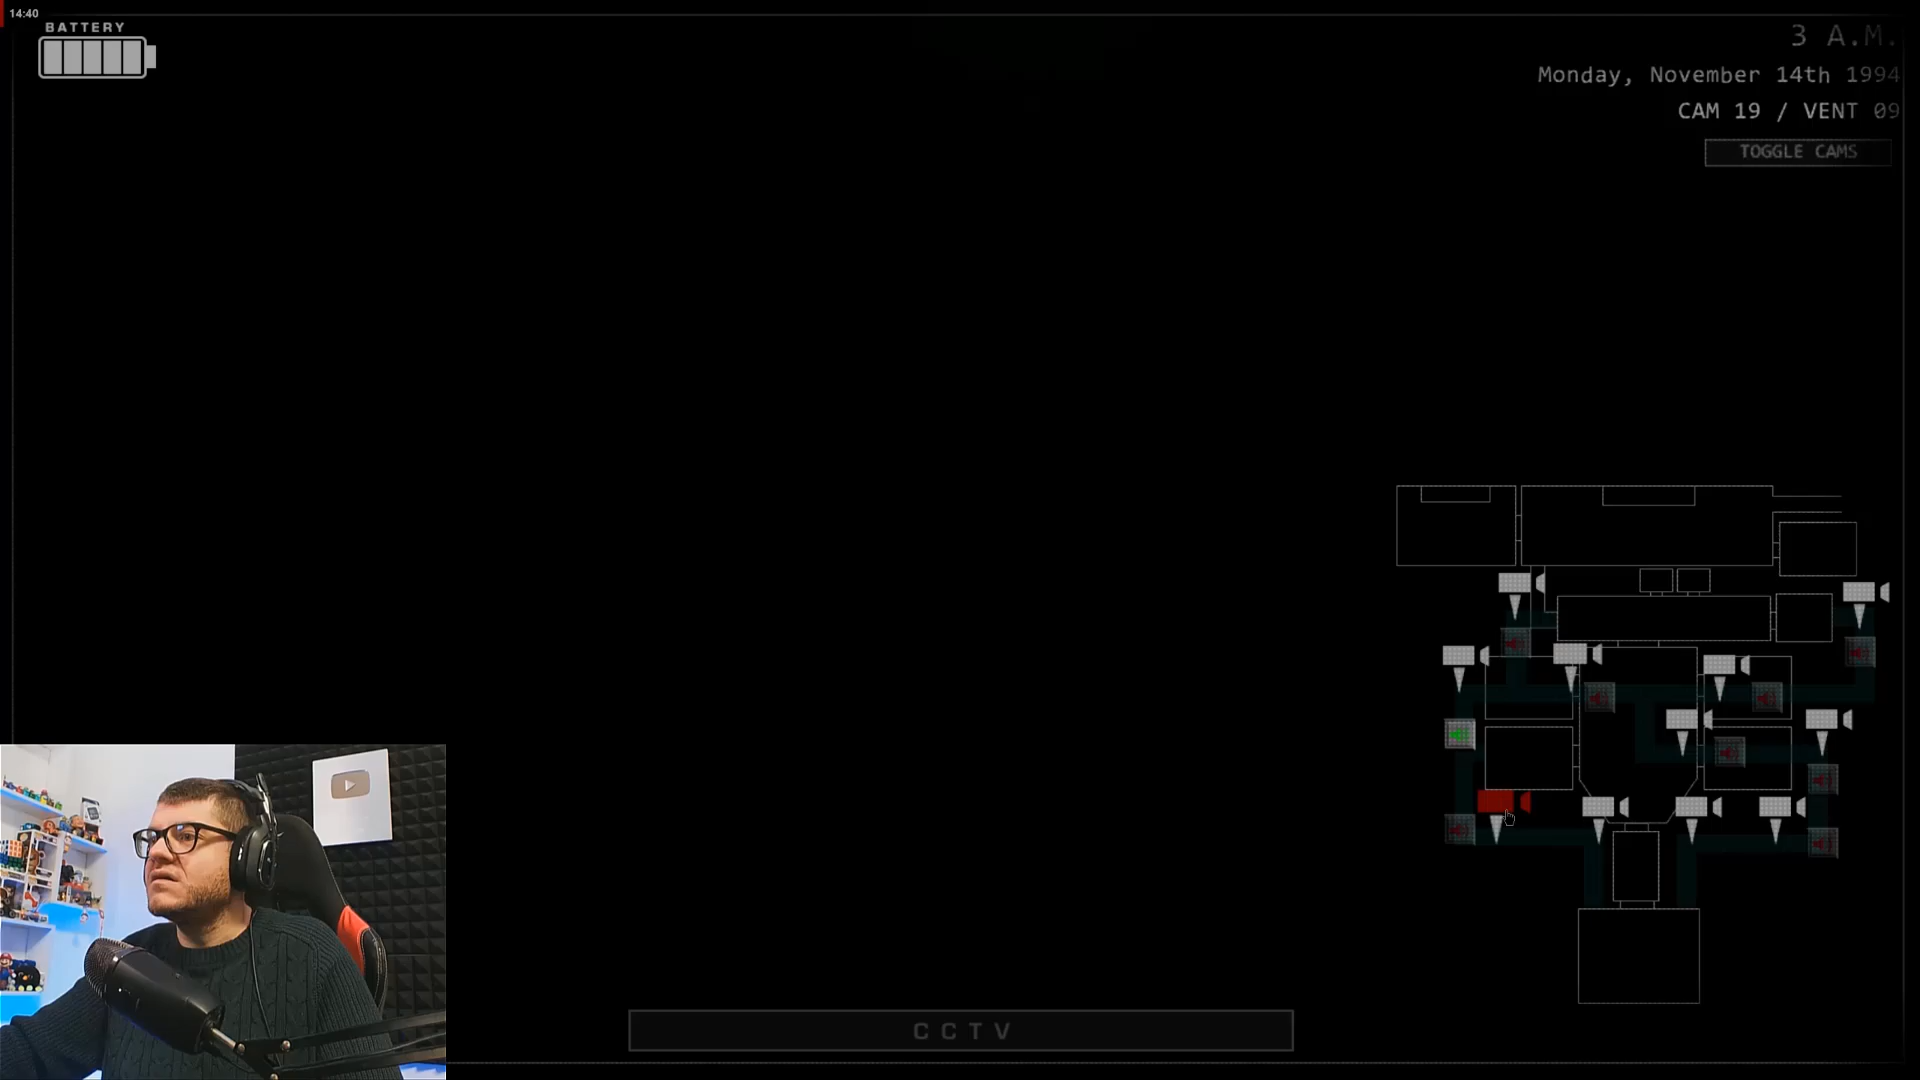 14:40
BATTERY
3 A.M.
Monday, November 14th 1994
CAM 19 / VENT 09
TOGGLE CAMS
CCTV